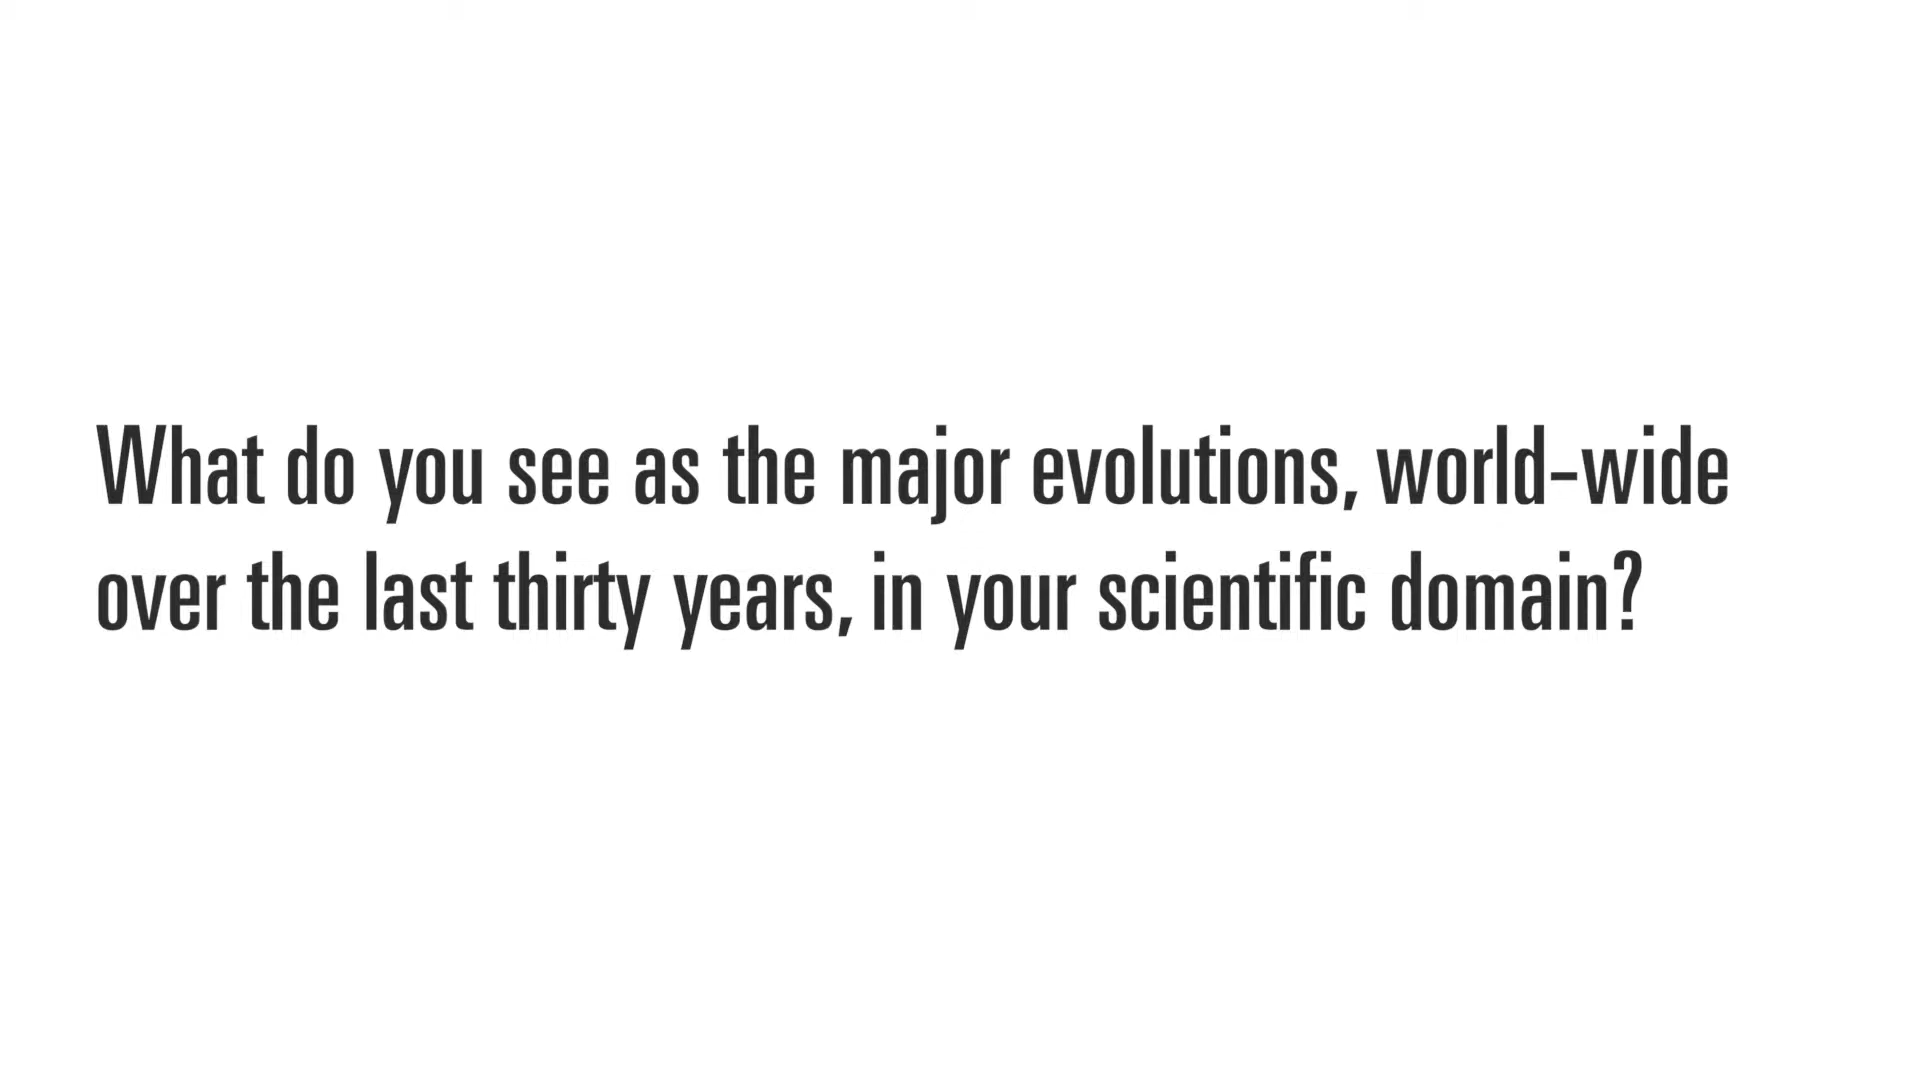 What do you see as the major evolutions, world-wide
over the last thirty years, in your scientific domain?